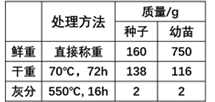 处理方法 质量/g
种子 幼苗
鲜重 直接称重 160 750
干重 70℃，72h 138 116
灰分 550℃, 16h 2 2